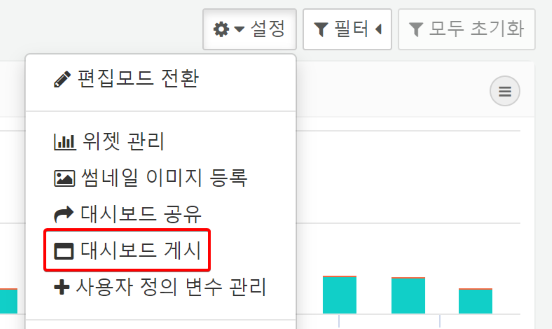 설정 필터 모두 초기화
편집모드 전환
위젯 관리
썸네일 이미지 등록
대시보드 공유
대시보드 게시
사용자 정의 변수 관리